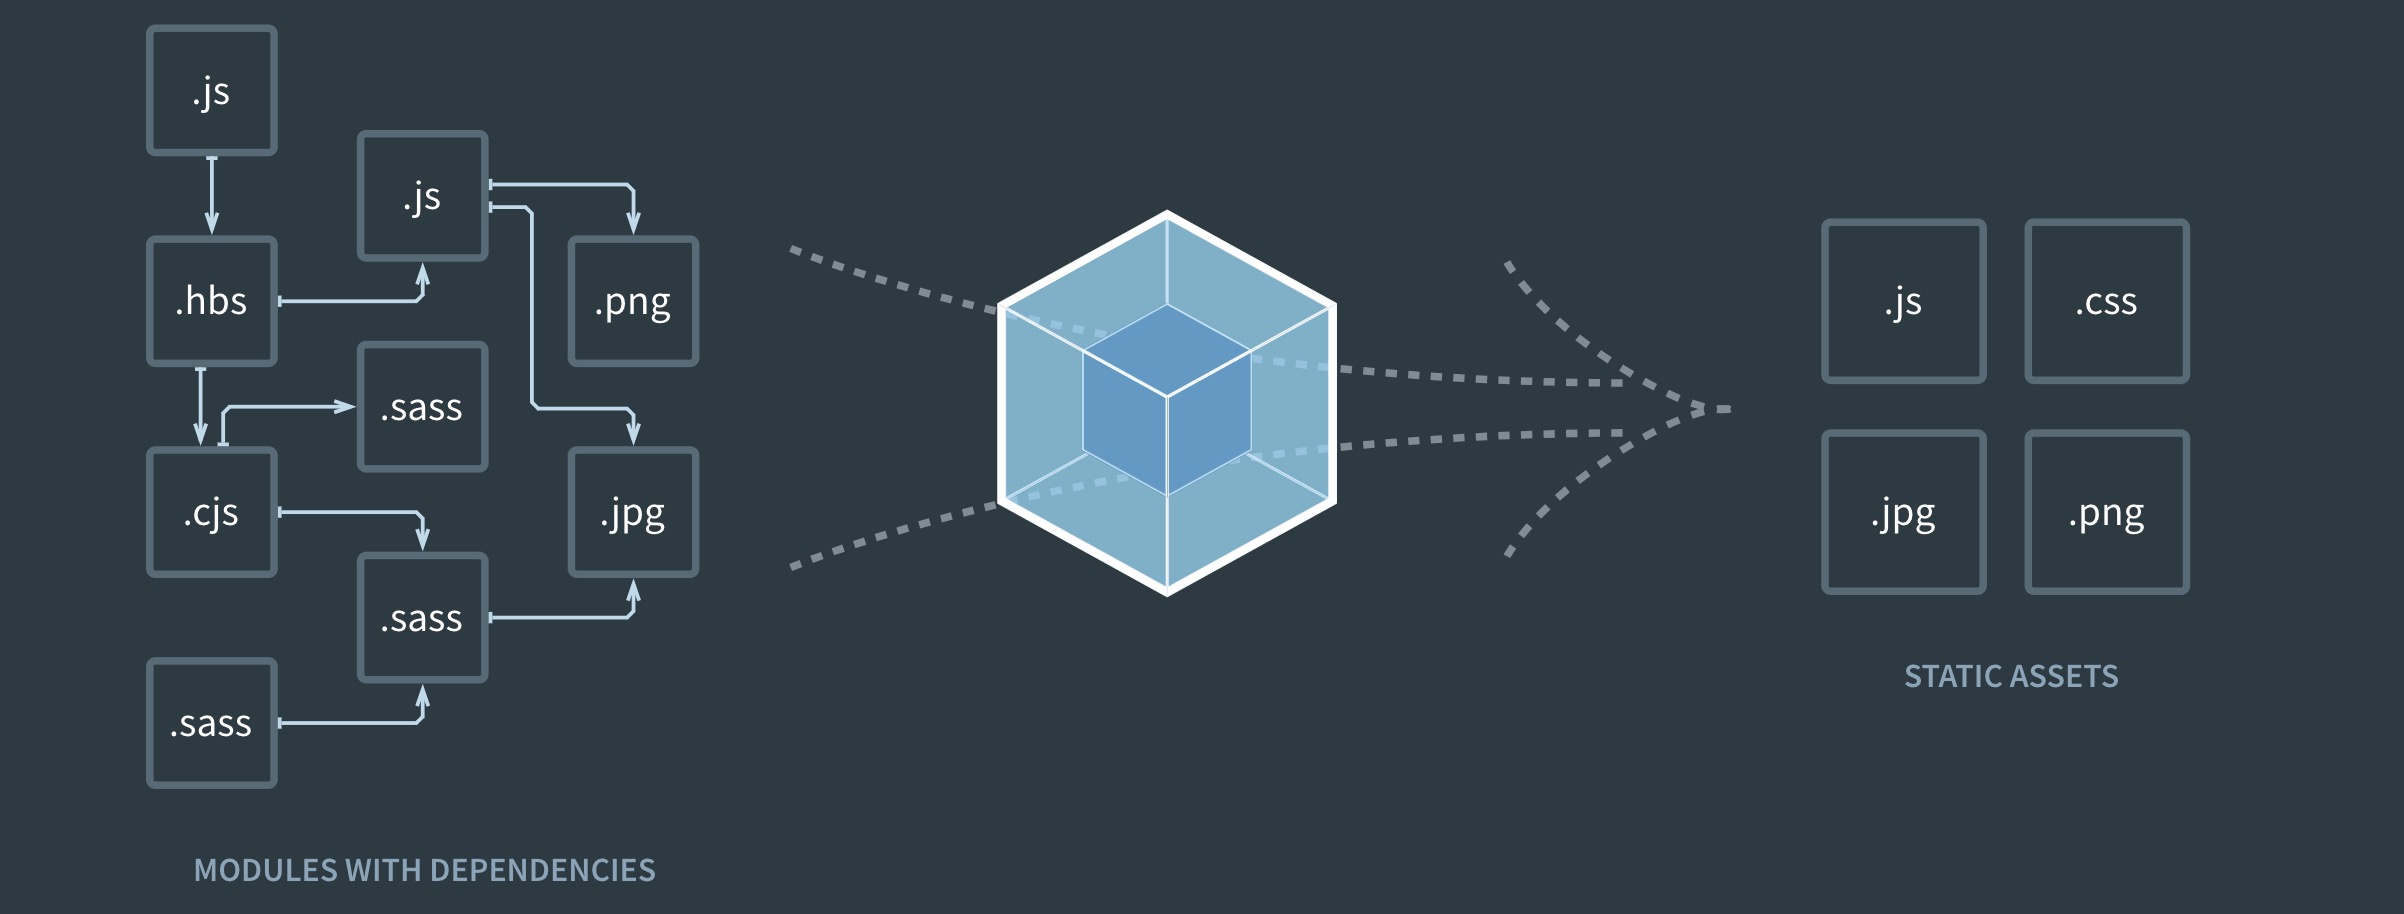 .js
.js
.hbs
.png
.sass
.cjs
.jpg
.sass
.sass
MODULES WITH DEPENDENCIES
.js
.css
.jpg
.png
STATIC ASSETS